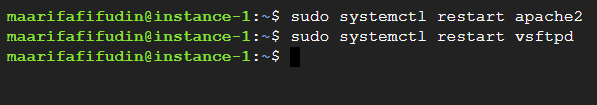 maarifafifudin@instance-1:~$ sudo systemctl restart apache2
maarifafifudin@instance-1:~$ sudo systemctl restart vsftpd
maarifafifudin@instance-1:~$